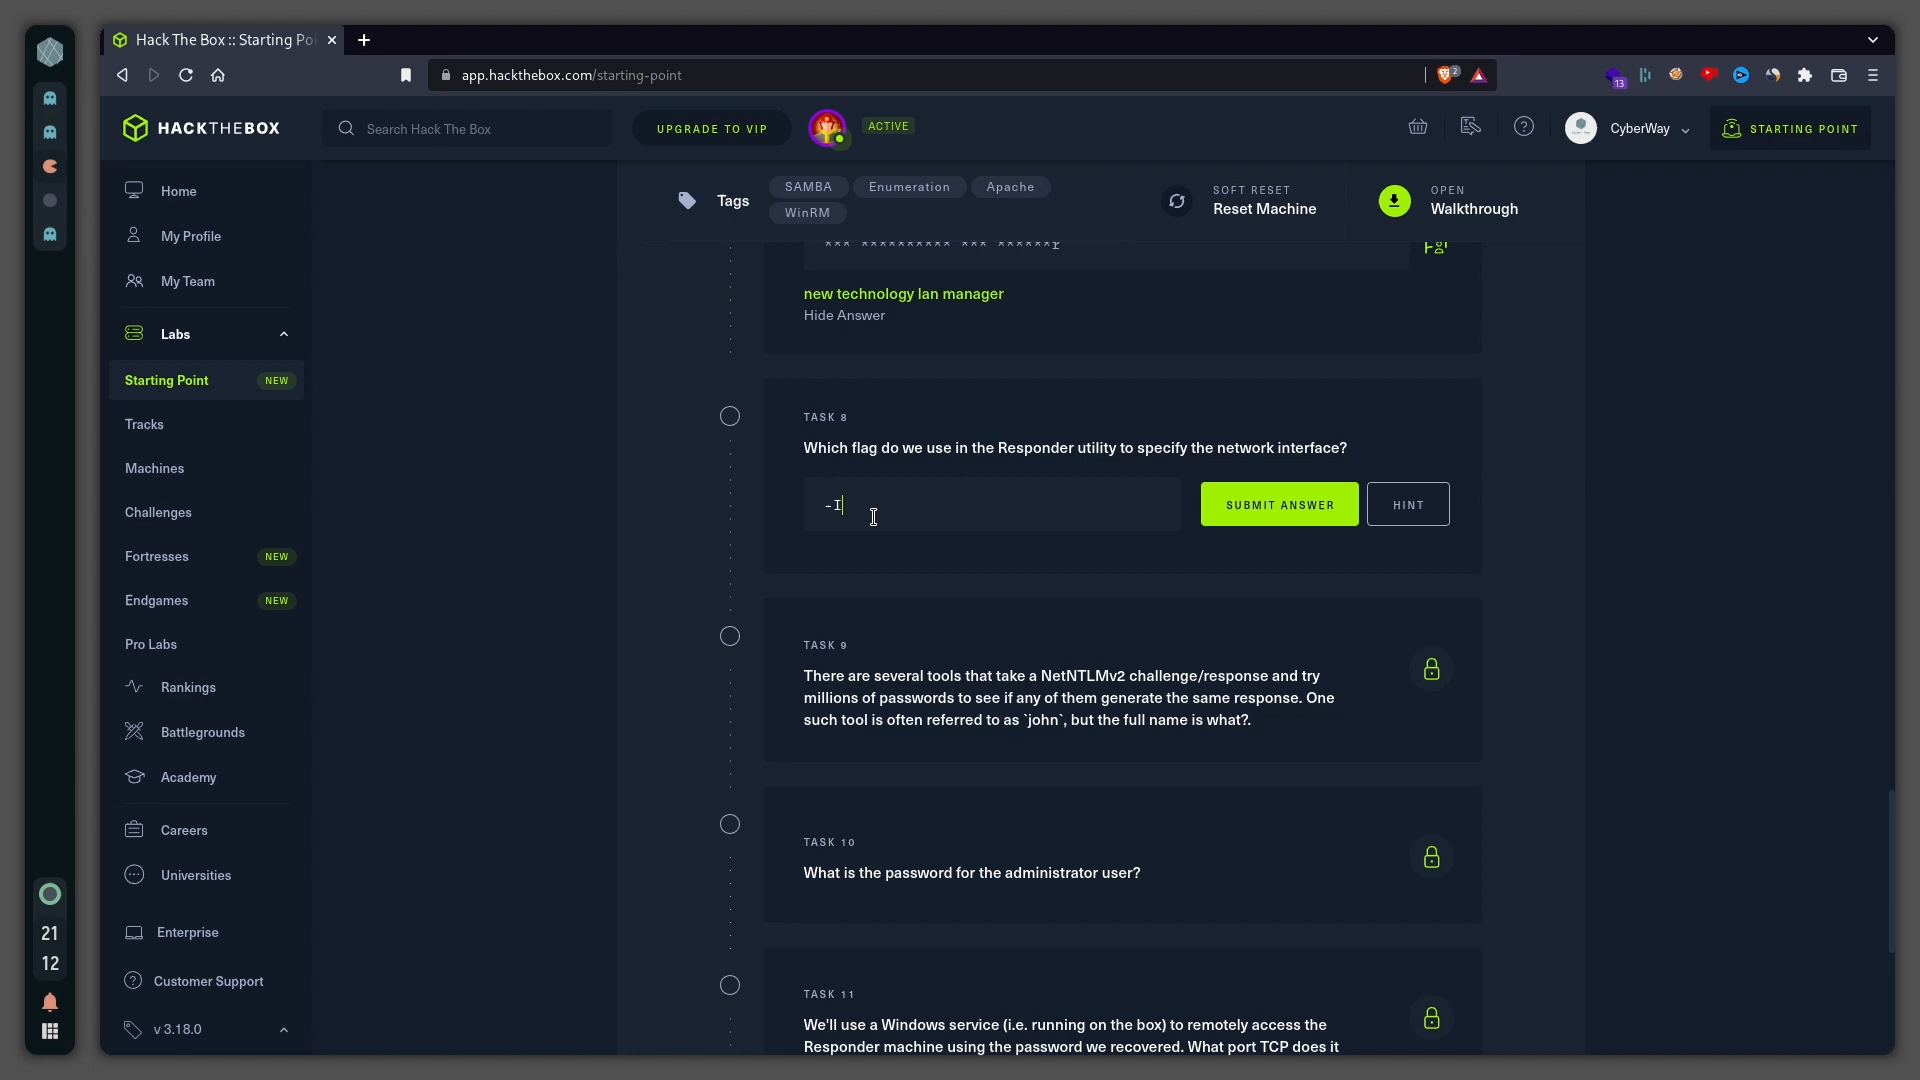 Hack The Box :: Starting Poi
app.hackthebox.com/starting-point
2
13
HACKTHEBOX
Search Hack The Box
UPGRADE TO VIP
ACTIVE
CyberWay
STARTING POINT
Home
My Profile
My Team
Labs
Starting Point NEW
Tracks
Machines
Challenges
Fortresses NEW
Endgames NEW
Pro Labs
Rankings
Battlegrounds
Academy
Careers
Universities
Enterprise
Customer Support
v 3.18.0
21
12
Tags
SAMBA Enumeration Apache
WinRM
SOFT RESET
Reset Machine
OPEN
Walkthrough
*** ********** *** ******r
new technology lan manager
Hide Answer
TASK 8
Which flag do we use in the Responder utility to specify the network interface?
-I
SUBMIT ANSWER
HINT
TASK 9
There are several tools that take a NetNTLMv2 challenge/response and try
millions of passwords to see if any of them generate the same response. One
such tool is often referred to as `john`, but the full name is what?.
TASK 10
What is the password for the administrator user?
TASK 11
We'll use a Windows service (i.e. running on the box) to remotely access the
Responder machine using the password we recovered. What port TCP does it